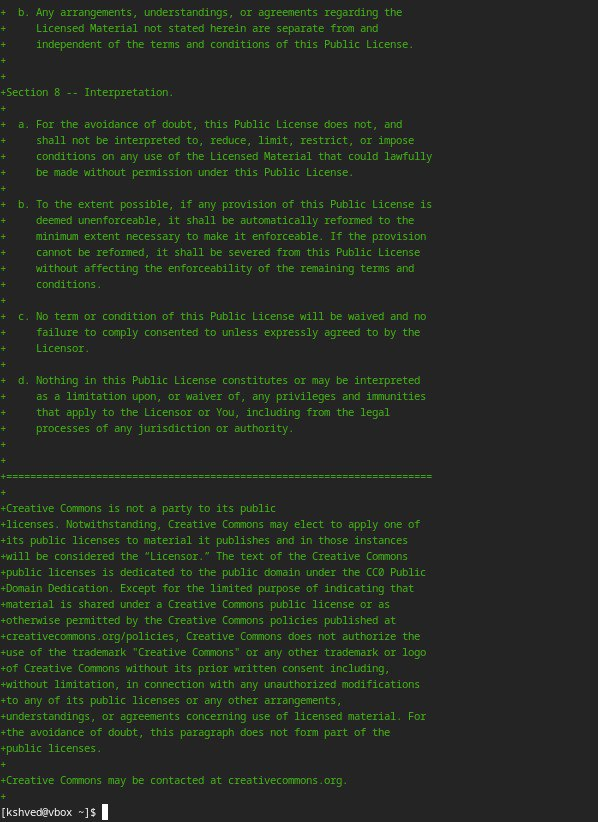 +  b. Any arrangements, understandings, or agreements regarding the
+     Licensed Material not stated herein are separate from and
+     independent of the terms and conditions of this Public License.
+
+
+Section 8 -- Interpretation.
+
+  a. For the avoidance of doubt, this Public License does not, and
+     shall not be interpreted to, reduce, limit, restrict, or impose
+     conditions on any use of the Licensed Material that could lawfully
+     be made without permission under this Public License.
+
+  b. To the extent possible, if any provision of this Public License is
+     deemed unenforceable, it shall be automatically reformed to the
+     minimum extent necessary to make it enforceable. If the provision
+     cannot be reformed, it shall be severed from this Public License
+     without affecting the enforceability of the remaining terms and
+     conditions.
+
+  c. No term or condition of this Public License will be waived and no
+     failure to comply consented to unless expressly agreed to by the
+     Licensor.
+
+  d. Nothing in this Public License constitutes or may be interpreted
+     as a limitation upon, or waiver of, any privileges and immunities
+     that apply to the Licensor or You, including from the legal
+     processes of any jurisdiction or authority.
+
+
+=======================================================================
+
+Creative Commons is not a party to its public
+licenses. Notwithstanding, Creative Commons may elect to apply one of
+its public licenses to material it publishes and in those instances
+will be considered the “Licensor.” The text of the Creative Commons
+public licenses is dedicated to the public domain under the CC0 Public
+Domain Dedication. Except for the limited purpose of indicating that
+material is shared under a Creative Commons public license or as
+otherwise permitted by the Creative Commons policies published at
+creativecommons.org/policies, Creative Commons does not authorize the
+use of the trademark "Creative Commons" or any other trademark or logo
+of Creative Commons without its prior written consent including,
+without limitation, in connection with any unauthorized modifications
+to any of its public licenses or any other arrangements,
+understandings, or agreements concerning use of licensed material. For
+the avoidance of doubt, this paragraph does not form part of the
+public licenses.
+
+Creative Commons may be contacted at creativecommons.org.
+
[kshved@vbox ~]$